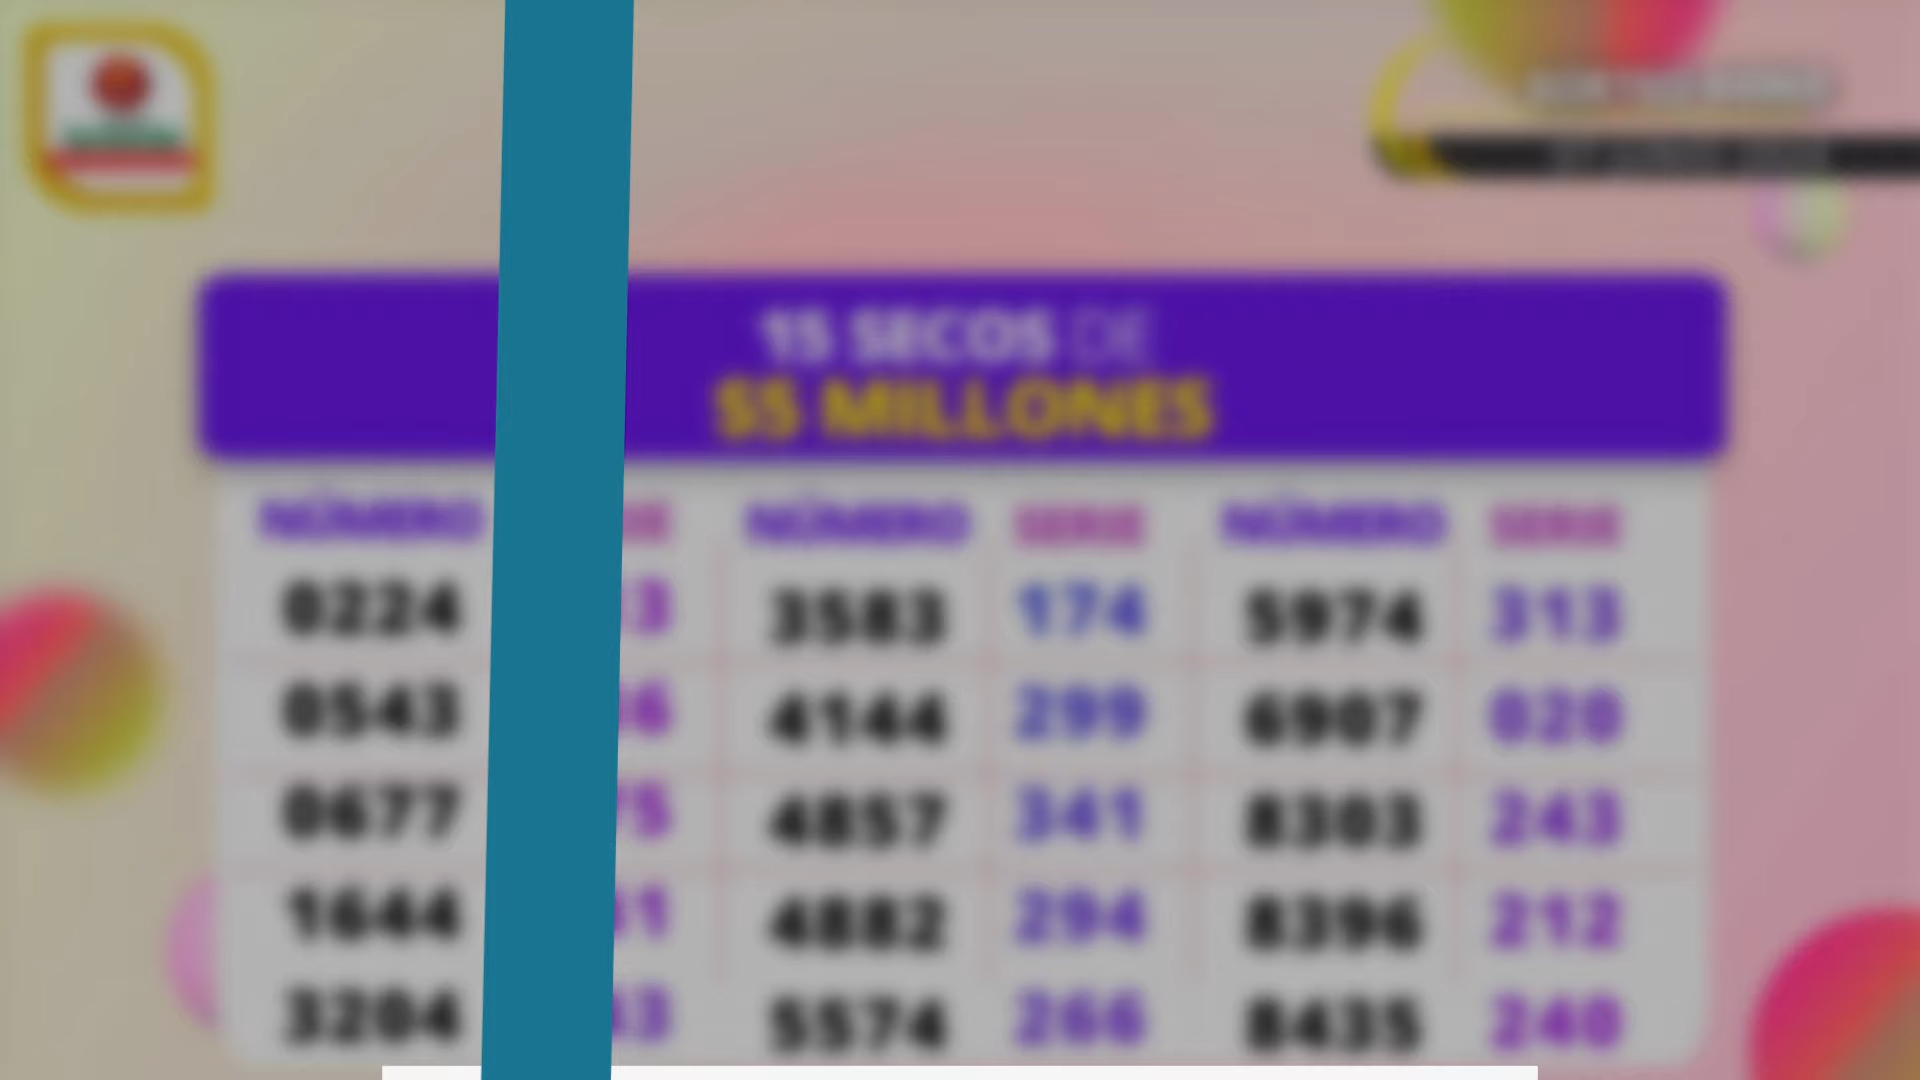 15 SECOS DE
$5 MILLONES
NÚMERO NÚMERO SERIE NÚMERO SERIE
0224 3583 174 5974 313
0543 4144 299 6907 020
0677 4857 341 8303 243
1644 4882 294 8396 212
3204 5574 266 8435 240